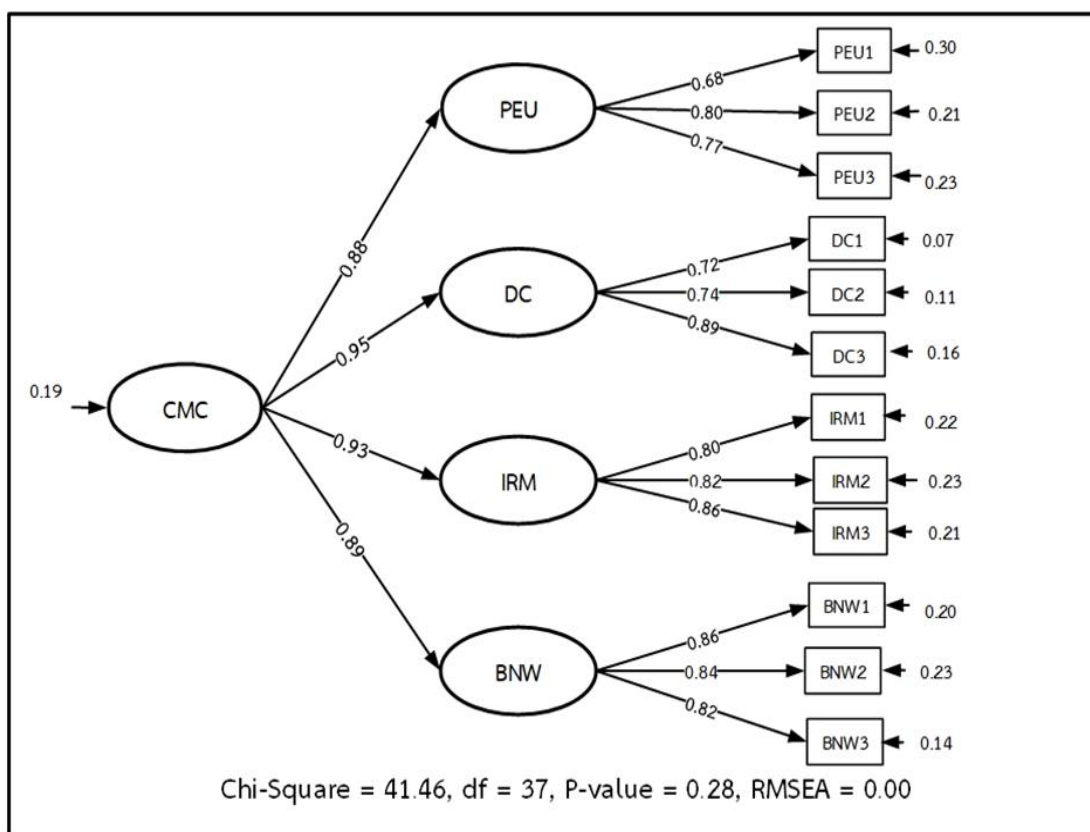 PEU1
0.30
0.68
PEU
0.80
PEU2
0.21
0.77
PEU3
0.23
0.88
DC1
0.07
0.72
DC
0.74
DC2
0.11
0.89
DC3
0.16
0.95
0.19
CMC
IRM1
0.22
0.80
0.93
IRM
0.82
IRM2
0.23
0.86
IRM3
0.21
0.89
BNW1
0.20
0.86
BNW
0.84
BNW2
0.23
0.82
BNW3
0.14
Chi-Square = 41.46, df = 37, P-value = 0.28, RMSEA = 0.00